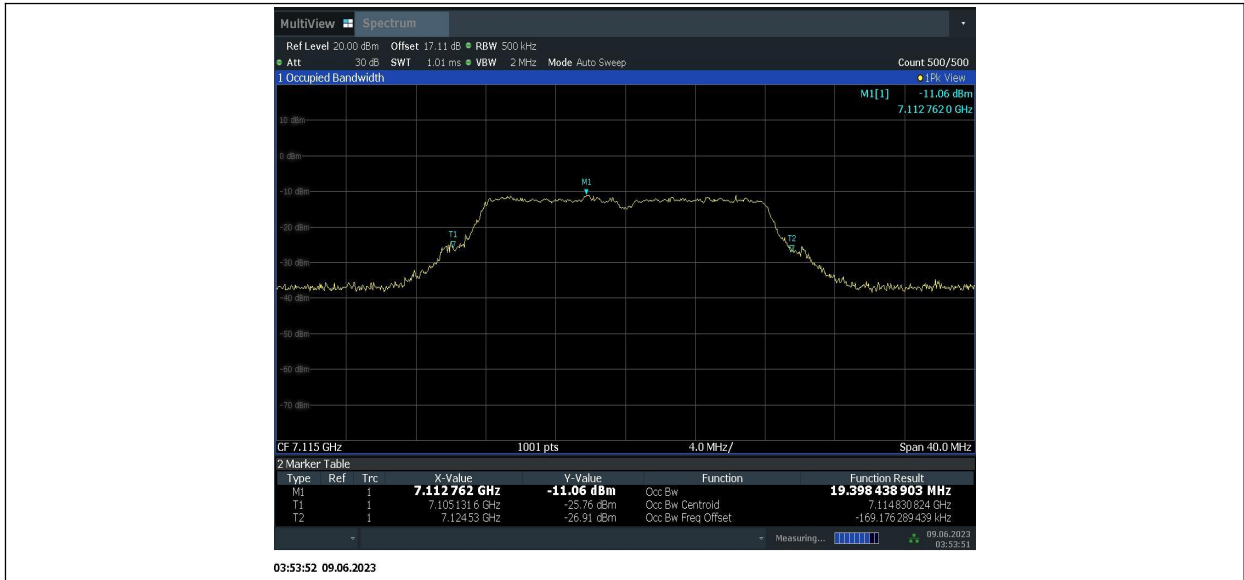 MultiView Spectrum
Ref Level 20.00 dBm Offset 17.11 dB RBW 500 kHz
Att 30 dB SWT 1.01 ms VBW 2 MHz Mode Auto Sweep Count 500/500
1 Occupied Bandwidth 1Pk View
M1[1] -11.06 dBm
7.112 762 0 GHz
10 dBm
0 dBm
-10 dBm
M1
-20 dBm
T1
T2
-30 dBm
-40 dBm
-50 dBm
-60 dBm
-70 dBm
CF 7.115 GHz 1001 pts 4.0 MHz/ Span 40.0 MHz
2 Marker Table
Type Ref Trc X-Value Y-Value Function Function Result
M1 1 7.112 762 GHz -11.06 dBm Occ Bw 19.398 438 903 MHz
T1 1 7.105 131 6 GHz -25.76 dBm Occ Bw Centroid 7.114 830 824 GHz
T2 1 7.124 53 GHz -26.91 dBm Occ Bw Freq Offset -169.176 289 439 kHz
Measuring... 09.06.2023
03:53:51
03:53:52 09.06.2023